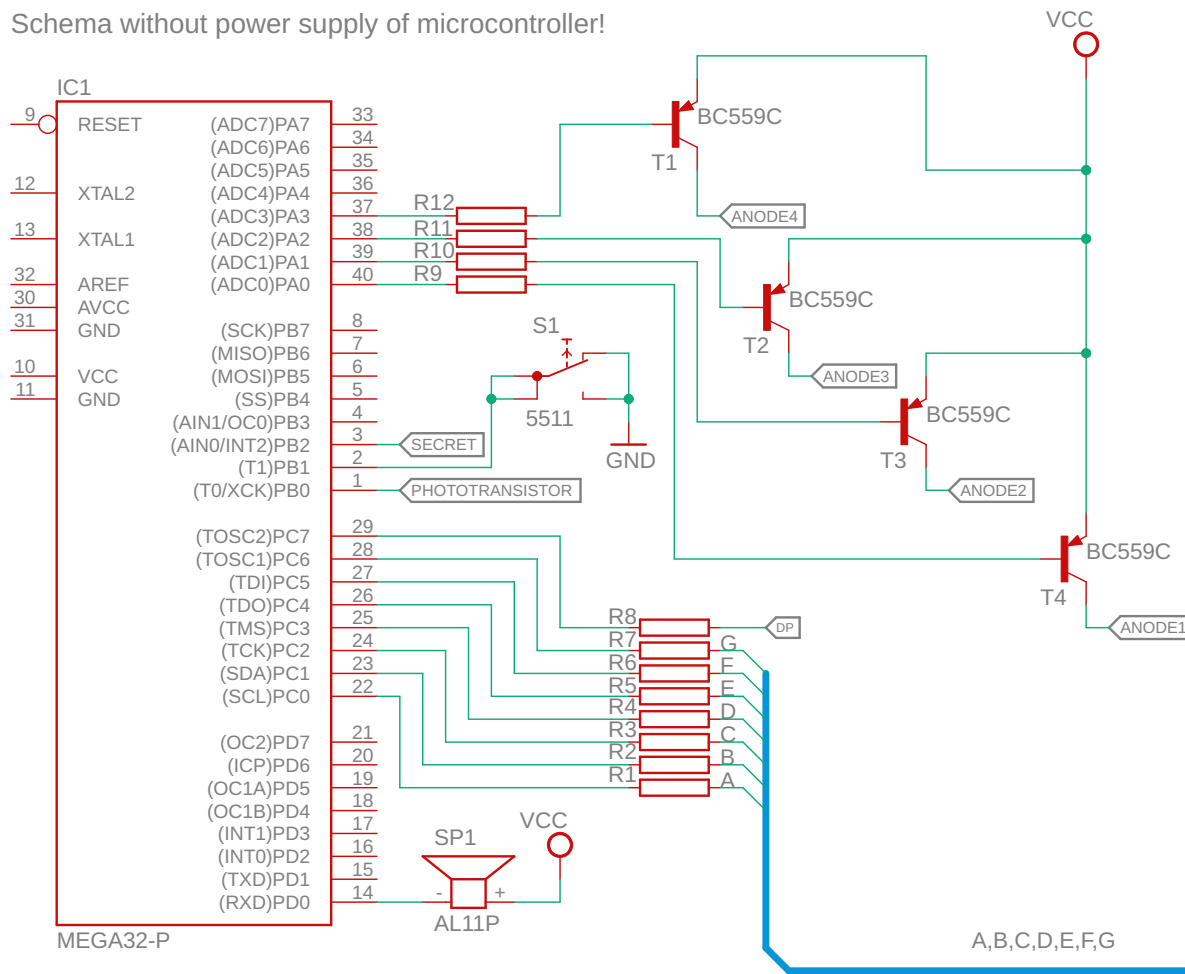 Schema without power supply of microcontroller!
VCC
IC1
9 RESET (ADC7)PA7 33
(ADC6)PA6 34
(ADC5)PA5 35
12 XTAL2 (ADC4)PA4 36
(ADC3)PA3 37
13 XTAL1 (ADC2)PA2 38
(ADC1)PA1 39
32 AREF (ADC0)PA0 40
30 AVCC
31 GND (SCK)PB7 8
(MISO)PB6 7
10 VCC (MOSI)PB5 6
11 GND (SS)PB4 5
(AIN1/OC0)PB3 4
(AIN0/INT2)PB2 3
(T1)PB1 2
(T0/XCK)PB0 1
(TOSC2)PC7 29
(TOSC1)PC6 28
(TDI)PC5 27
(TDO)PC4 26
(TMS)PC3 25
(TCK)PC2 24
(SDA)PC1 23
(SCL)PC0 22
(OC2)PD7 21
(ICP)PD6 20
(OC1A)PD5 19
(OC1B)PD4 18
(INT1)PD3 17
(INT0)PD2 16
(TXD)PD1 15
(RXD)PD0 14
MEGA32-P
R12
R11
R10
R9
BC559C
T1
ANODE4
BC559C
T2
ANODE3
BC559C
T3
ANODE2
BC559C
T4
ANODE1
S1
5511
GND
SECRET
PHOTOTRANSISTOR
R8 DP
R7 G
R6 F
R5 E
R4 D
R3 C
R2 B
R1 A
VCC
SP1
- +
AL11P
A,B,C,D,E,F,G